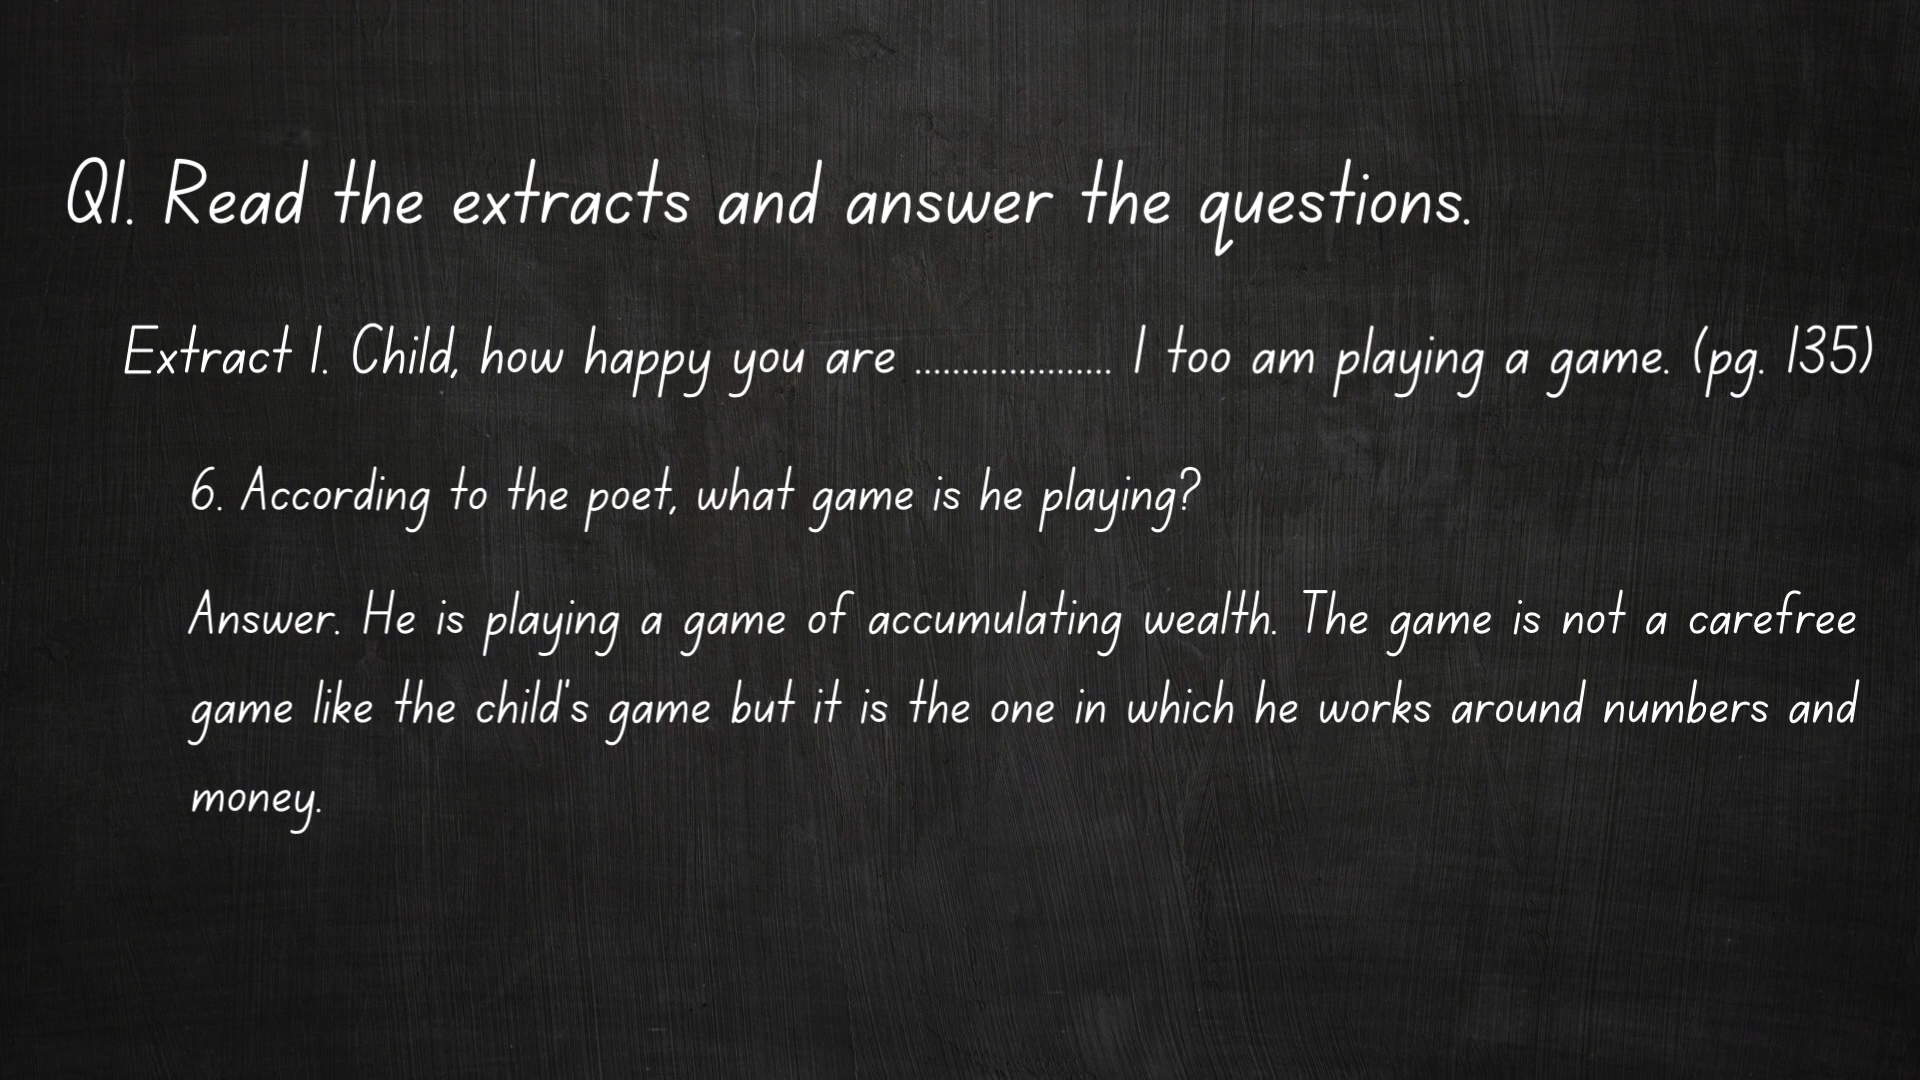 Q1. Read the extracts and answer the questions.
Extract 1. Child, how happy you are ..................... I too am playing a game. (pg. 135)
6. According to the poet, what game is he playing?
Answer. He is playing a game of accumulating wealth. The game is not a carefree
game like the child's game but it is the one in which he works around numbers and
money.